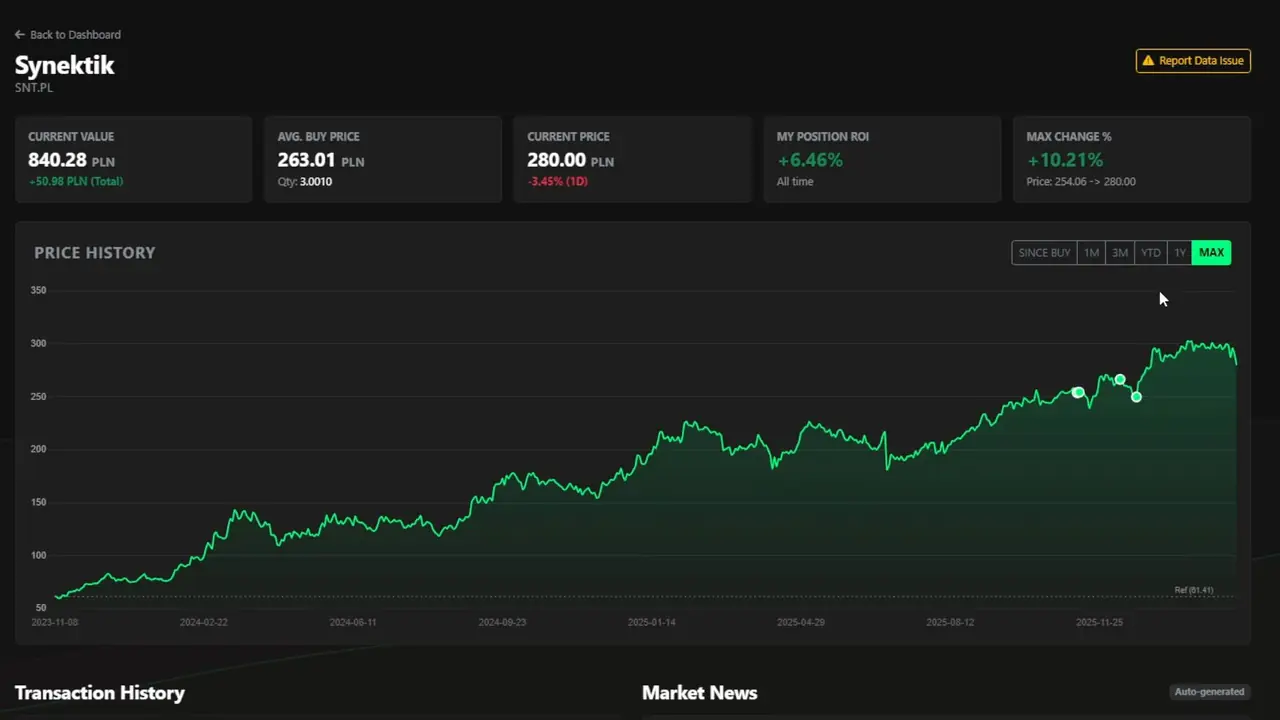 Back to Dashboard
Synektik
SNT.PL
Report Data Issue
CURRENT VALUE
840.28 PLN
+50.98 PLN (Total)
AVG. BUY PRICE
263.01 PLN
Qty: 3.0010
CURRENT PRICE
280.00 PLN
-3.45% (1D)
MY POSITION ROI
+6.46%
All time
MAX CHANGE %
+10.21%
Price: 254.06 -> 280.00
PRICE HISTORY
SINCE BUY 1M 3M YTD 1Y MAX
350
300
250
200
150
100
50
Ref (61.41)
2023-11-08 2024-02-22 2024-06-11 2024-09-23 2025-01-14 2025-04-29 2025-08-12 2025-11-25
Transaction History
Market News
Auto-generated